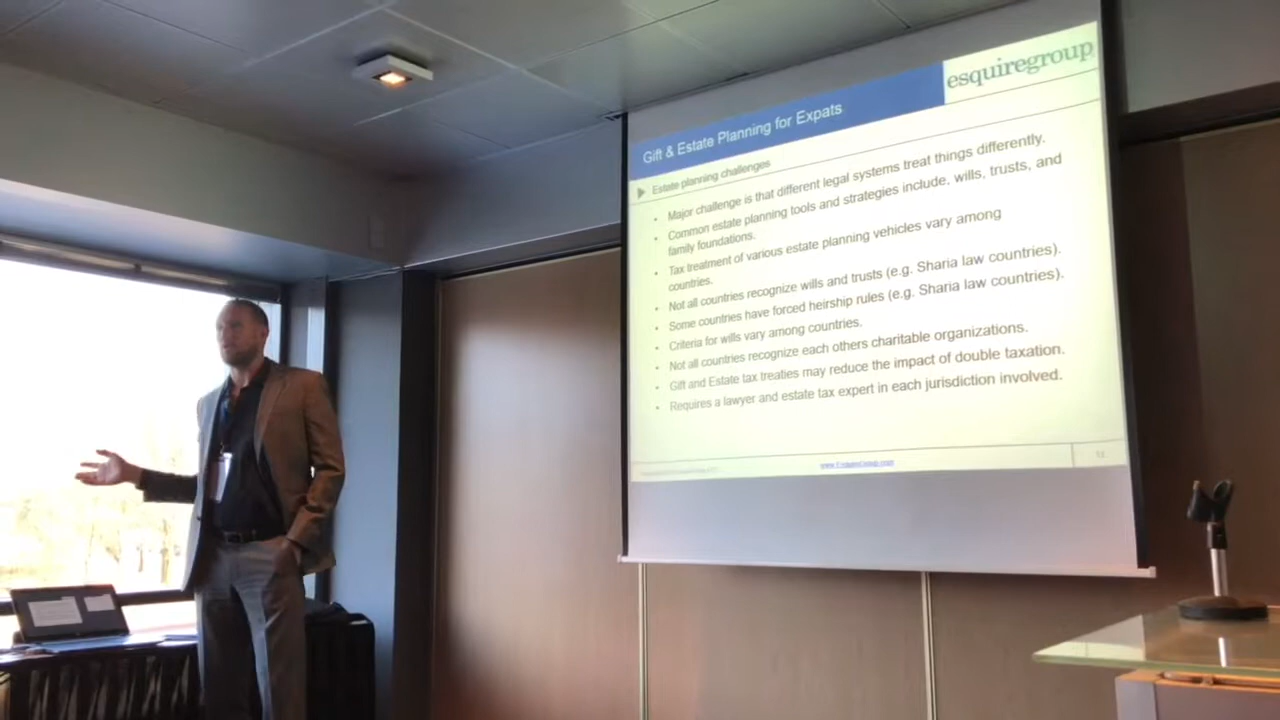 esquiregroup
Gift & Estate Planning for Expats
Estate planning challenges
• Major challenge is that different legal systems treat things differently.
• Common estate planning tools and strategies include, wills, trusts, and
family foundations.
• Tax treatment of various estate planning vehicles vary among
countries.
• Not all countries recognize wills and trusts (e.g. Sharia law countries).
• Some countries have forced heirship rules (e.g. Sharia law countries).
• Criteria for wills vary among countries.
• Not all countries recognize each others charitable organizations.
• Gift and Estate tax treaties may reduce the impact of double taxation.
• Requires a lawyer and estate tax expert in each jurisdiction involved.
www.EsquireGroup.com